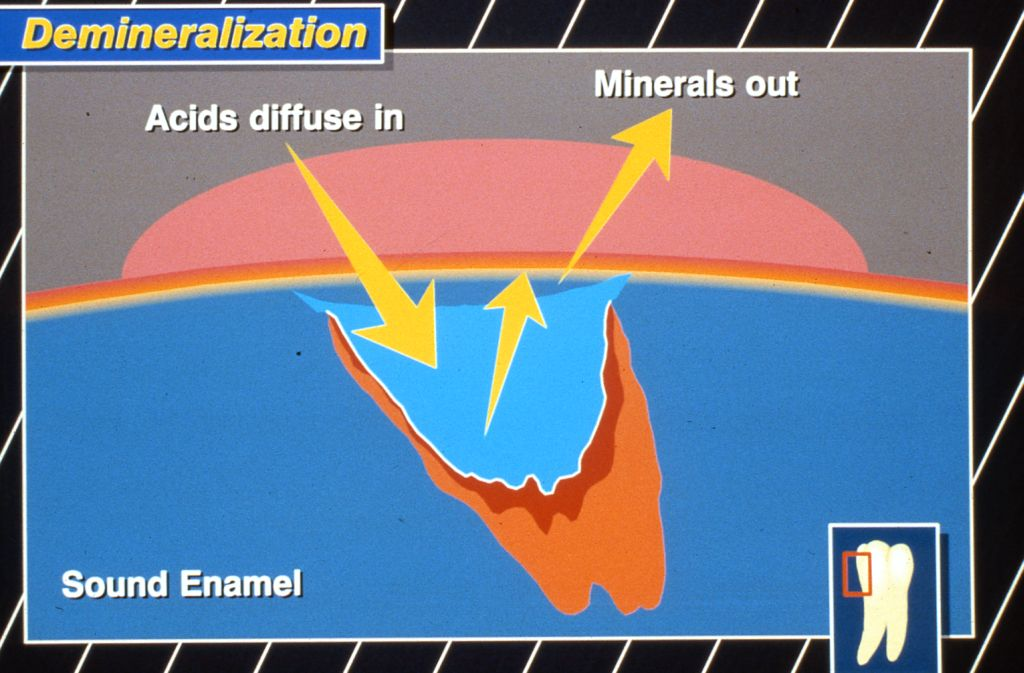 Demineralization
Minerals out
Acids diffuse in
Sound Enamel